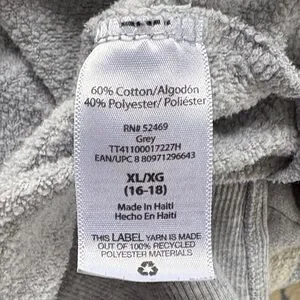 60% Cotton/Algodón
40% Polyester/Poliéster
RN# 52469
Grey
TT41100017227H
EAN/UPC 8 80971296643
XL/XG
(16-18)
Made In Haiti
Hecho En Haití
THIS LABEL YARN IS MADE
OUT OF 100% RECYCLED
POLYESTER MATERIALS